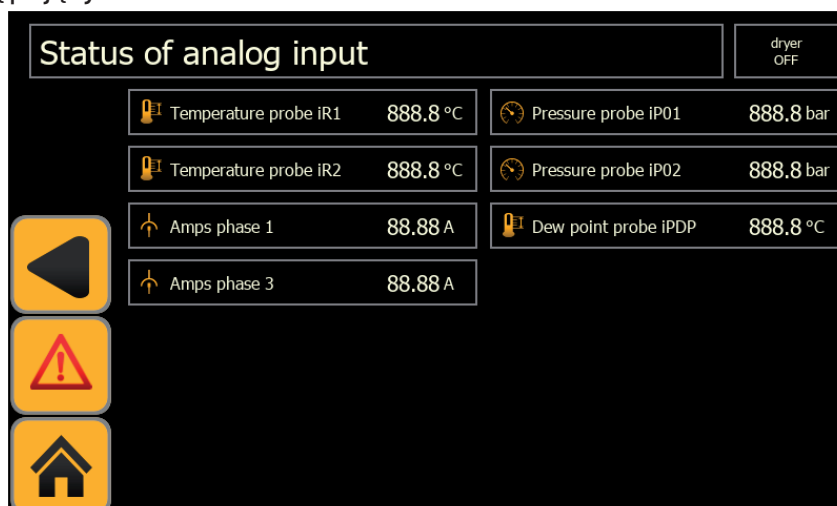 Status of analog input
dryer
OFF
Temperature probe iR1 888.8 °C
Pressure probe iP01 888.8 bar
Temperature probe iR2 888.8 °C
Pressure probe iP02 888.8 bar
Amps phase 1 88.88 A
Dew point probe iPDP 888.8 °C
Amps phase 3 88.88 A